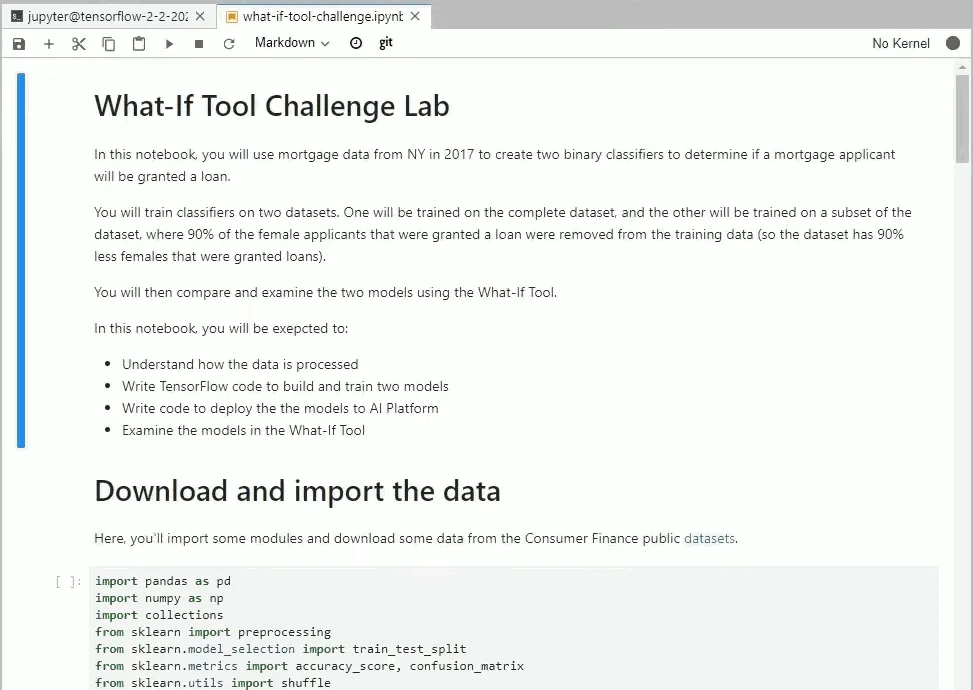 jupyter@tensorflow-2-2-202
what-if-tool-challenge.ipynb
Markdown
git
No Kernel
What-If Tool Challenge Lab
In this notebook, you will use mortgage data from NY in 2017 to create two binary classifiers to determine if a mortgage applicant
will be granted a loan.
You will train classifiers on two datasets. One will be trained on the complete dataset, and the other will be trained on a subset of the
dataset, where 90% of the female applicants that were granted a loan were removed from the training data (so the dataset has 90%
less females that were granted loans).
You will then compare and examine the two models using the What-If Tool.
In this notebook, you will be exepcted to:
• Understand how the data is processed
• Write TensorFlow code to build and train two models
• Write code to deploy the the models to AI Platform
• Examine the models in the What-If Tool
Download and import the data
Here, you'll import some modules and download some data from the Consumer Finance public datasets.
[ ]:
import pandas as pd
import numpy as np
import collections
from sklearn import preprocessing
from sklearn.model_selection import train_test_split
from sklearn.metrics import accuracy_score, confusion_matrix
from sklearn.utils import shuffle